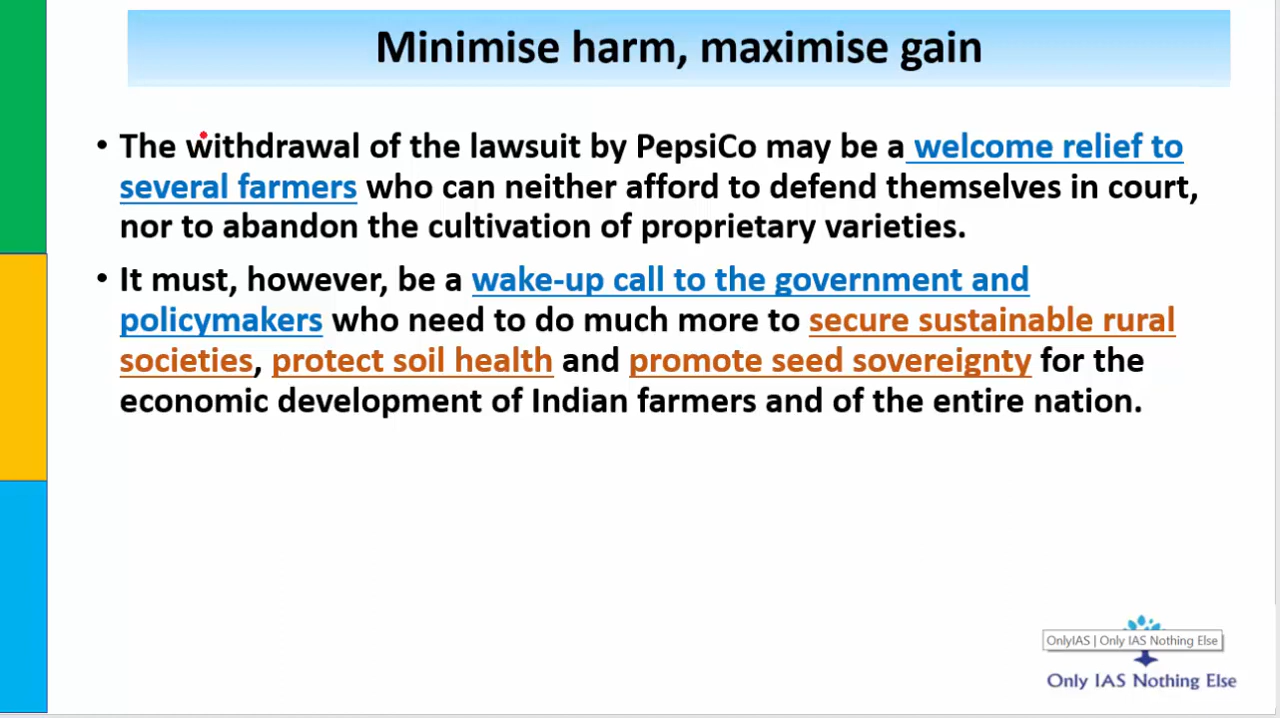 Minimise harm, maximise gain
• The withdrawal of the lawsuit by PepsiCo may be a welcome relief to
several farmers who can neither afford to defend themselves in court,
nor to abandon the cultivation of proprietary varieties.
• It must, however, be a wake-up call to the government and
policymakers who need to do much more to secure sustainable rural
societies, protect soil health and promote seed sovereignty for the
economic development of Indian farmers and of the entire nation.
OnlyIAS | Only IAS Nothing Else
Only IAS Nothing Else